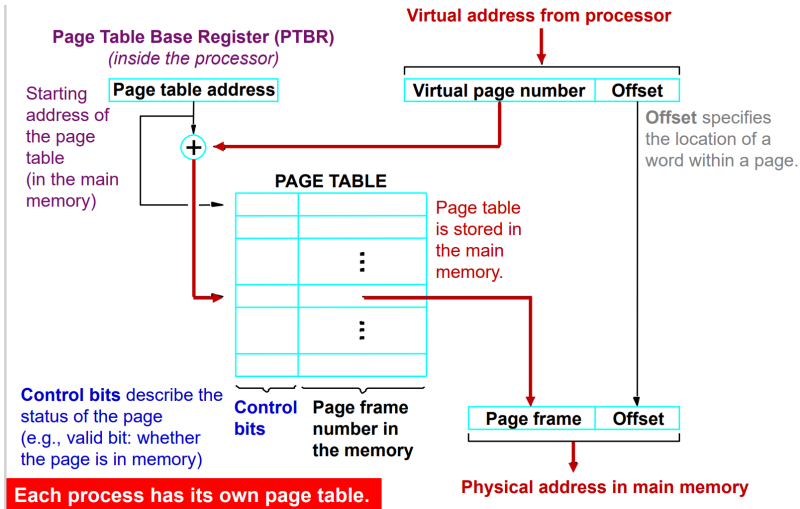 Virtual address from processor
Page Table Base Register (PTBR)
(inside the processor)
Page table address
Virtual page number
Offset
Starting
address of
the page
table
(in the main
memory)
Offset specifies
the location of a
word within a page.
+
PAGE TABLE
Page table
is stored in
the main
memory.
Control bits describe the
status of the page
(e.g., valid bit: whether
the page is in memory)
Control
bits
Page frame
number in
the memory
Page frame
Offset
Physical address in main memory
Each process has its own page table.